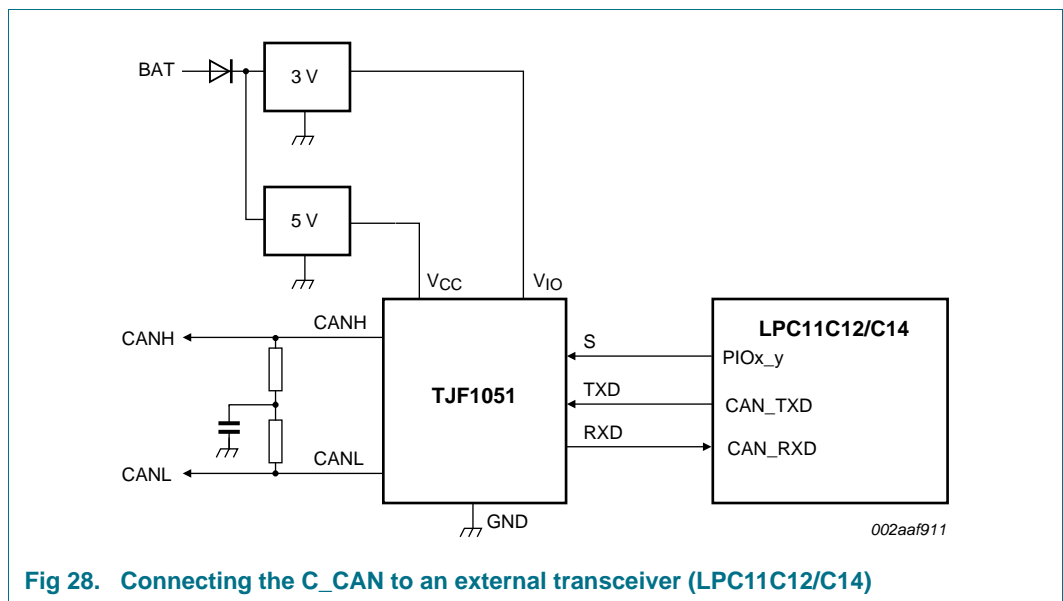 BAT
3 V
5 V
VCC
VIO
CANH
CANH
TJF1051
CANL
CANL
GND
S
TXD
RXD
LPC11C12/C14
PIOx_y
CAN_TXD
CAN_RXD
002aaf911
Fig 28. Connecting the C_CAN to an external transceiver (LPC11C12/C14)